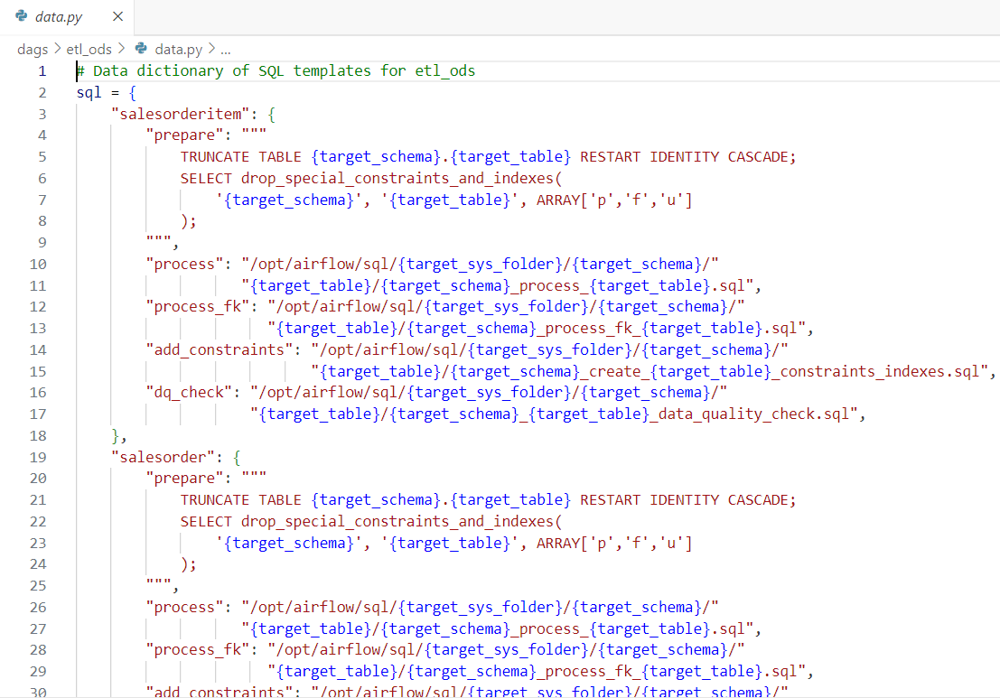 data.py
dags > etl_ods > data.py > ...
1 # Data dictionary of SQL templates for etl_ods
2 sql = {
3 "salesorderitem": {
4 "prepare": """
5 TRUNCATE TABLE {target_schema}.{target_table} RESTART IDENTITY CASCADE;
6 SELECT drop_special_constraints_and_indexes(
7 '{target_schema}', '{target_table}', ARRAY['p','f','u']
8 );
9 """,
10 "process": "/opt/airflow/sql/{target_sys_folder}/{target_schema}/"
11 "{target_table}/{target_schema}_process_{target_table}.sql",
12 "process_fk": "/opt/airflow/sql/{target_sys_folder}/{target_schema}/"
13 "{target_table}/{target_schema}_process_fk_{target_table}.sql",
14 "add_constraints": "/opt/airflow/sql/{target_sys_folder}/{target_schema}/"
15 "{target_table}/{target_schema}_create_{target_table}_constraints_indexes.sql",
16 "dq_check": "/opt/airflow/sql/{target_sys_folder}/{target_schema}/"
17 "{target_table}/{target_schema}_{target_table}_data_quality_check.sql",
18 },
19 "salesorder": {
20 "prepare": """
21 TRUNCATE TABLE {target_schema}.{target_table} RESTART IDENTITY CASCADE;
22 SELECT drop_special_constraints_and_indexes(
23 '{target_schema}', '{target_table}', ARRAY['p','f','u']
24 );
25 """,
26 "process": "/opt/airflow/sql/{target_sys_folder}/{target_schema}/"
27 "{target_table}/{target_schema}_process_{target_table}.sql",
28 "process_fk": "/opt/airflow/sql/{target_sys_folder}/{target_schema}/"
29 "{target_table}/{target_schema}_process_fk_{target_table}.sql",
30 "add_constraints": "/opt/airflow/sql/{target_sys_folder}/{target_schema}/"